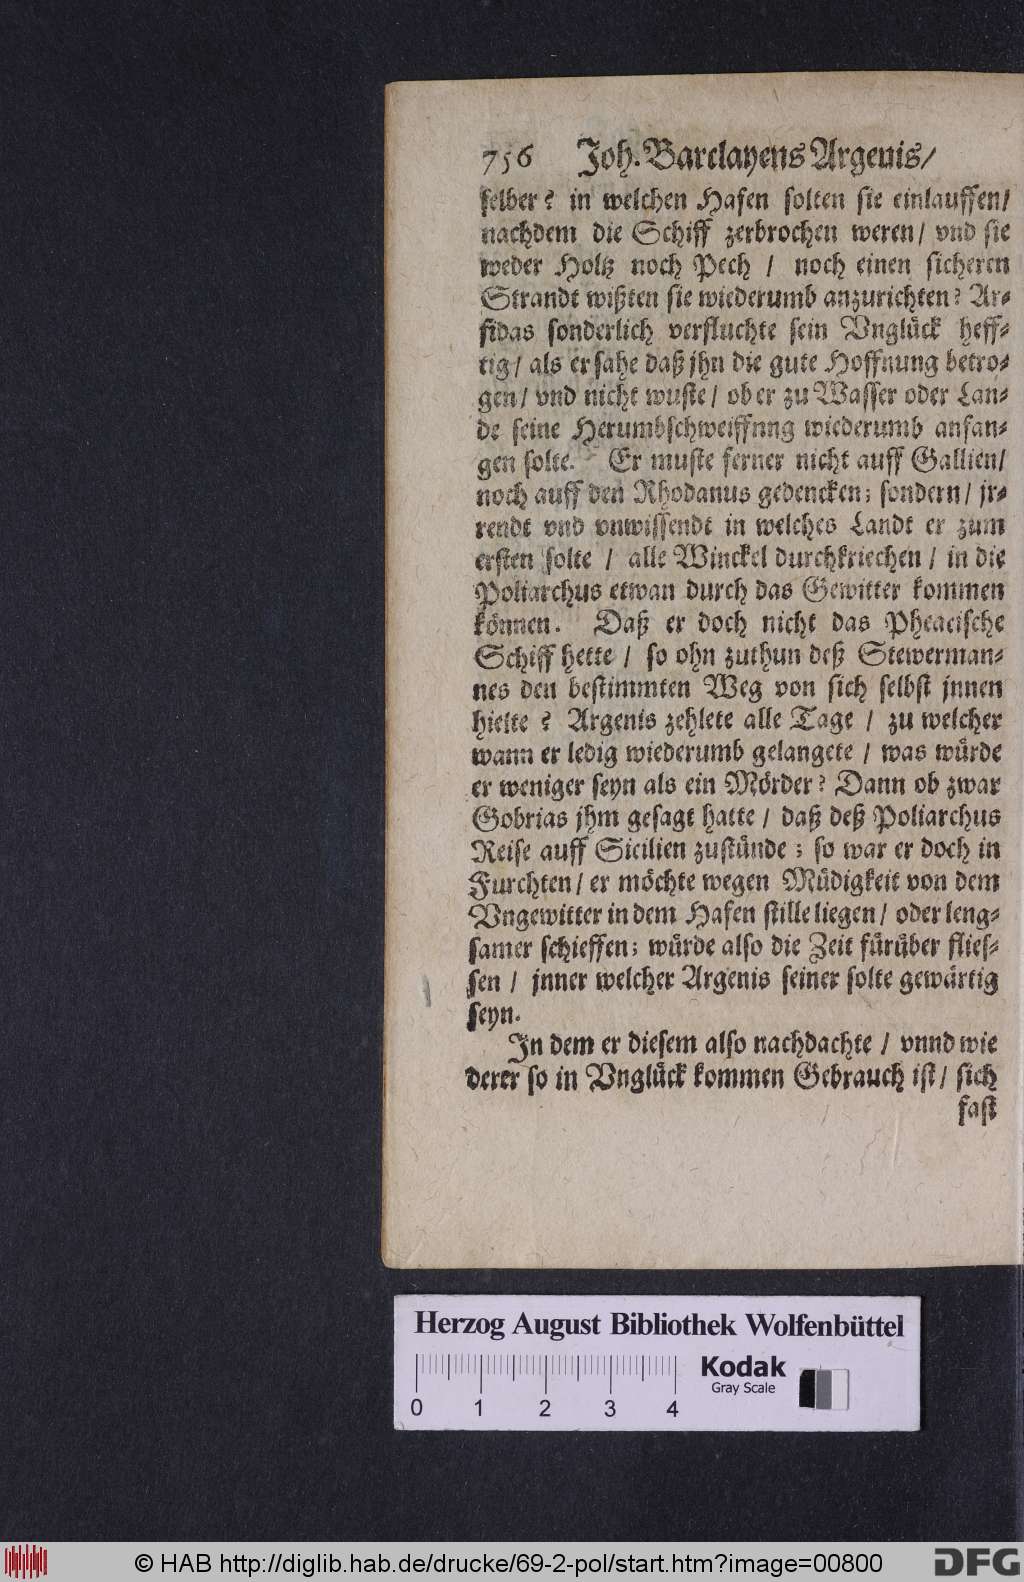 756 Joh. Barclayens Argenis/
selber? in welchen Hafen solten sie einlauffen/
nachdem die Schiff zerbrochen weren/ vnd sie
weder Holtz noch Pech / noch einen sicheren
Strandt wißten sie wiederumb anzurichten? Ar-
sidas sonderlich verfluchte sein Vnglück heff-
tig/ als er sahe daß jhn die gute Hoffnung betro-
gen/ vnd nicht wuste/ ob er zu Wasser oder Lan-
de seine Herumbschweiffnng wiederumb anfan-
gen solte. Er muste ferner nicht auff Gallien/
noch auff den Rhodanus gedencken; sondern/ jr-
rendt vnd vnwissendt in welches Landt er zum
ersten solte / alle Winckel durchkriechen / in die
Poliarchus etwan durch das Gewitter kommen
können. Daß er doch nicht das Pheacische
Schiff hette / so ohn zuthun deß Stewerman-
nes den bestimmten Weg von sich selbst jnnen
hielte? Argenis zehlete alle Tage / zu welcher
wann er ledig wiederumb gelangete / was würde
er weniger seyn als ein Mörder? Dann ob zwar
Gobrias jhm gesagt hatte / daß deß Poliarchus
Reise auff Sicilien zustünde; so war er doch in
Furchten/ er möchte wegen Müdigkeit von dem
Vngewitter in dem Hafen stille liegen/ oder leng-
samer schieffen; würde also die Zeit fürüber flies-
sen / jnner welcher Argenis seiner solte gewärtig
seyn.
In dem er diesem also nachdachte / vnnd wie
derer so in Vnglück kommen Gebrauch ist/ sich
fast
Herzog August Bibliothek Wolfenbüttel
Kodak
Gray Scale
0 1 2 3 4
© HAB http://diglib.hab.de/drucke/69-2-pol/start.htm?image=00800
DFG